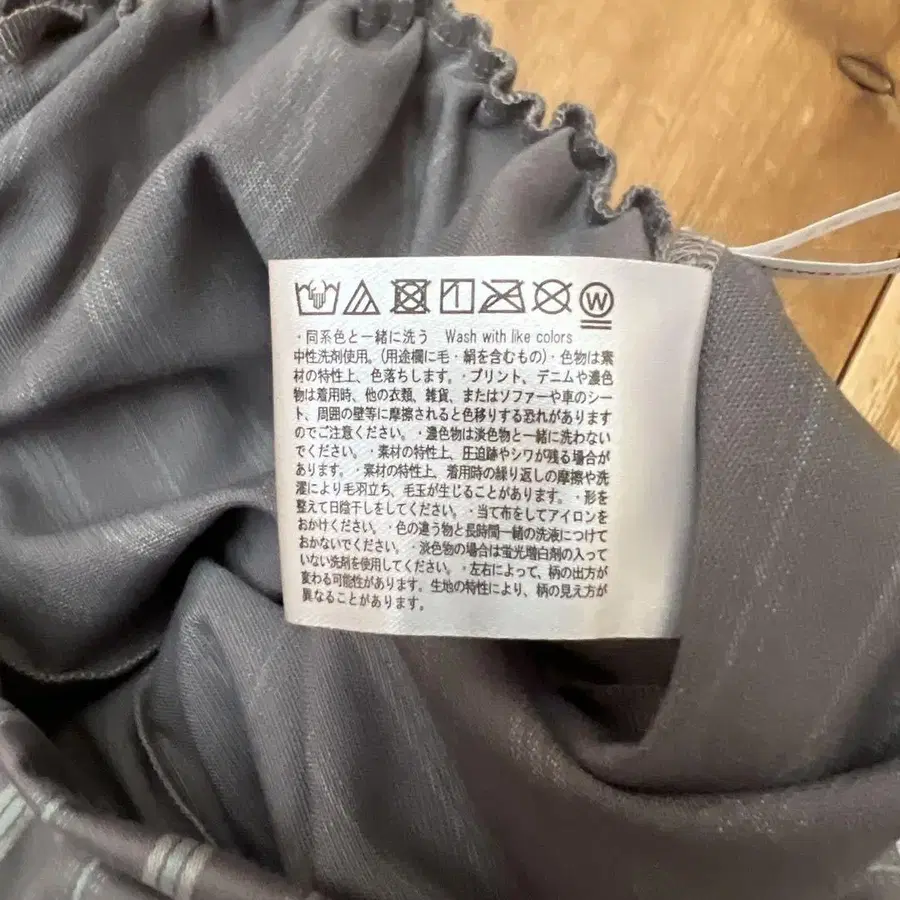 W
・同系色と一緒に洗う Wash with like colors
中性洗剤使用。(用途欄に毛・絹を含むもの)・色物は素
材の特性上、色落ちします。・プリント、デニムや濃色
物は着用時、他の衣類、雑貨、またはソファーや車のシー
ト、周囲の壁等に摩擦されると色移りする恐れがあります
のでご注意ください。・濃色物は淡色物と一緒に洗わない
でください。・素材の特性上、圧迫跡やシワが残る場合が
あります。・素材の特性上、着用時の繰り返しの摩擦や洗
濯により毛羽立ち、毛玉が生じることがあります。・形を
整えて日陰干しをしてください。・当て布をしてアイロンを
おかけください。・色の違う物と長時間一緒の洗液につけて
おかないでください。・淡色物の場合は蛍光増白剤の入って
いない洗剤を使用してください。・左右によって、柄の出方が
変わる可能性があります。生地の特性により、柄の見え方が
異なることがあります。